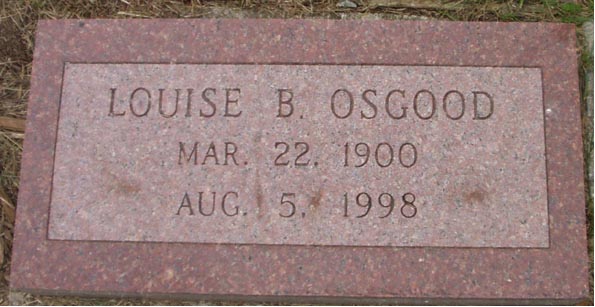 LOUISE B. OSGOOD
MAR. 22. 1900
AUG. 5. 1998